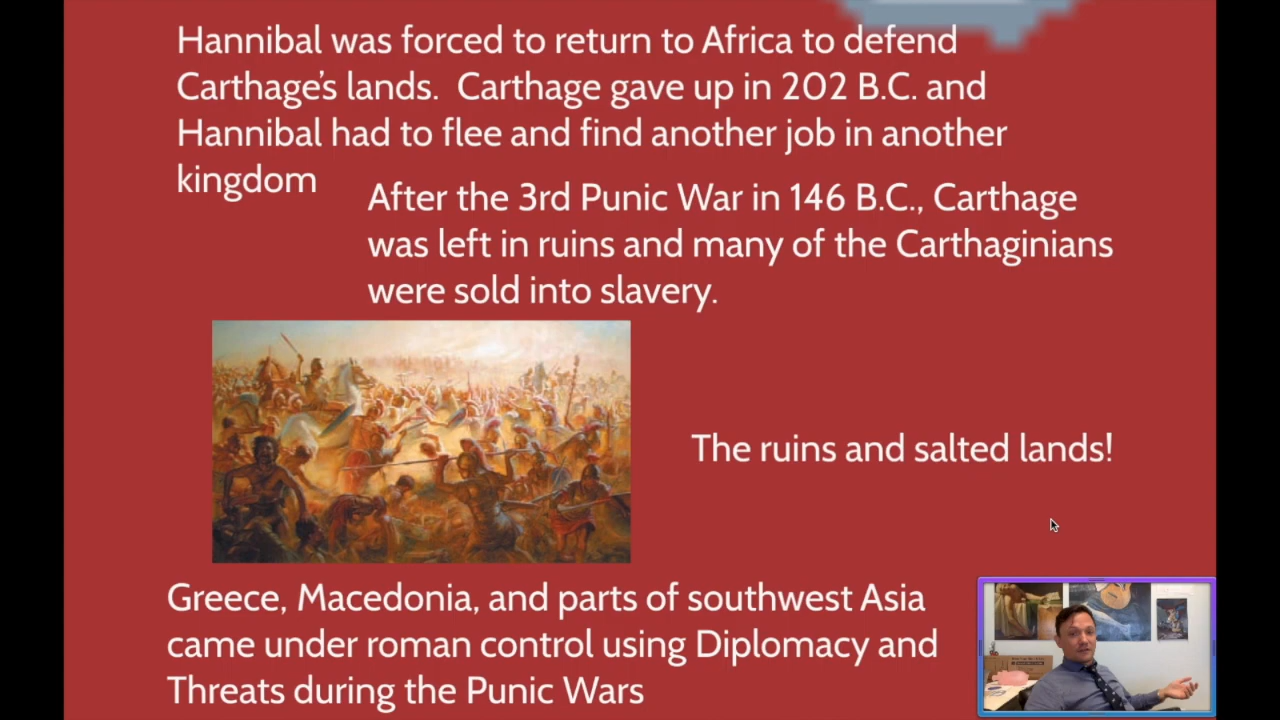 Hannibal was forced to return to Africa to defend
Carthage's lands.  Carthage gave up in 202 B.C. and
Hannibal had to flee and find another job in another
kingdom
After the 3rd Punic War in 146 B.C., Carthage
was left in ruins and many of the Carthaginians
were sold into slavery.
The ruins and salted lands!
Greece, Macedonia, and parts of southwest Asia
came under roman control using Diplomacy and
Threats during the Punic Wars